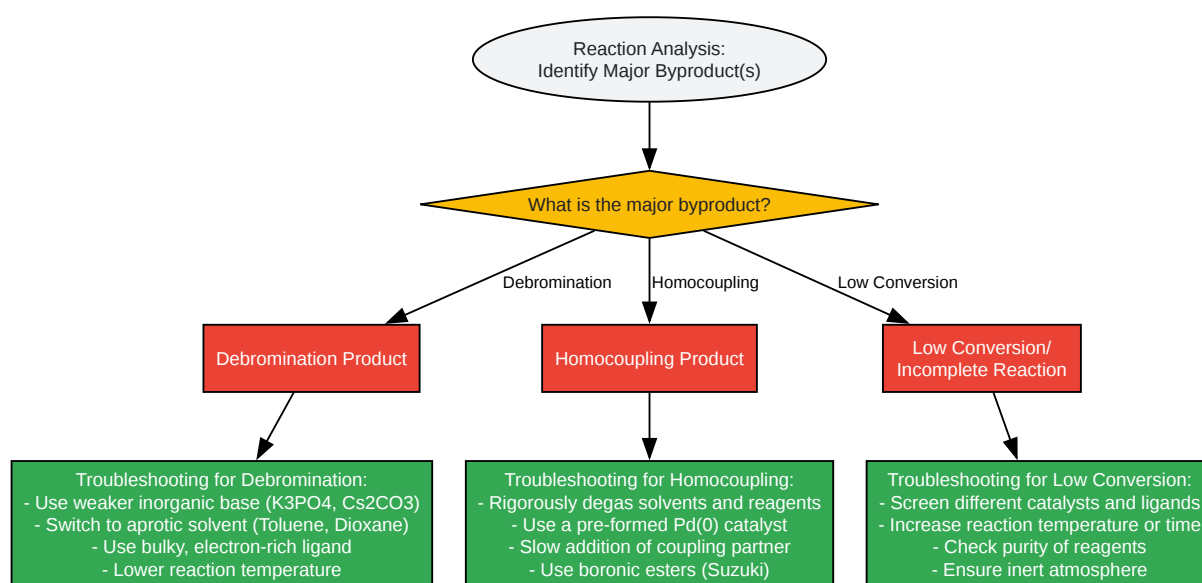 Reaction Analysis:
Identify Major Byproduct(s)
What is the major byproduct?
Debromination
Homocoupling
Low Conversion
Debromination Product
Homocoupling Product
Low Conversion/
Incomplete Reaction
Troubleshooting for Debromination:
- Use weaker inorganic base (K3PO4, Cs2CO3)
- Switch to aprotic solvent (Toluene, Dioxane)
- Use bulky, electron-rich ligand
- Lower reaction temperature
Troubleshooting for Homocoupling:
- Rigorously degas solvents and reagents
- Use a pre-formed Pd(0) catalyst
- Slow addition of coupling partner
- Use boronic esters (Suzuki)
Troubleshooting for Low Conversion:
- Screen different catalysts and ligands
- Increase reaction temperature or time
- Check purity of reagents
- Ensure inert atmosphere